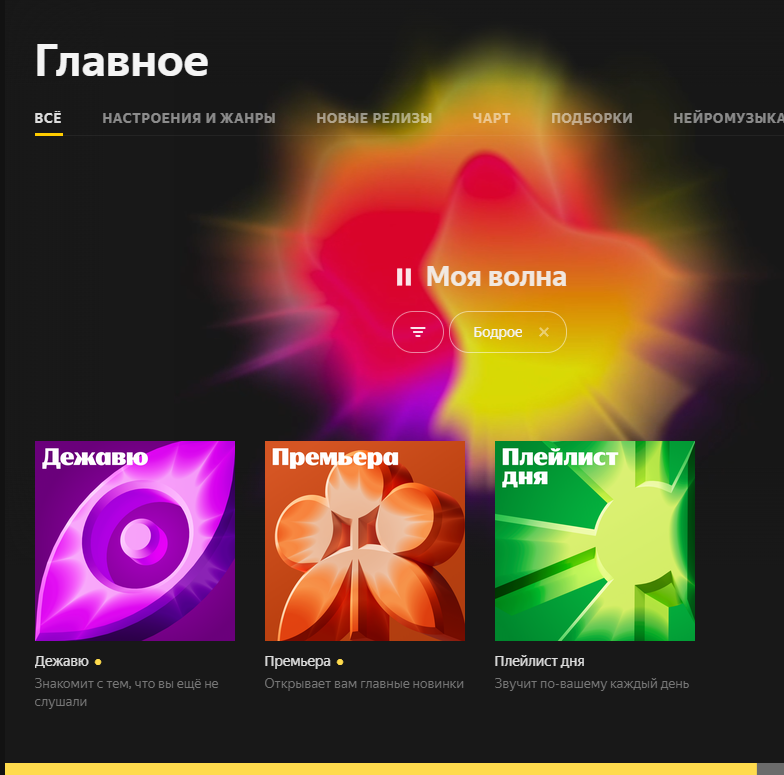 Главное
ВСЁ НАСТРОЕНИЯ И ЖАНРЫ НОВЫЕ РЕЛИЗЫ ЧАРТ ПОДБОРКИ НЕЙРОМУЗЫКА
Моя волна
Бодрое
Дежавю
Премьера
Плейлист
дня
Дежавю
Знакомит с тем, что вы ещё не
слушали
Премьера
Открывает вам главные новинки
Плейлист дня
Звучит по-вашему каждый день